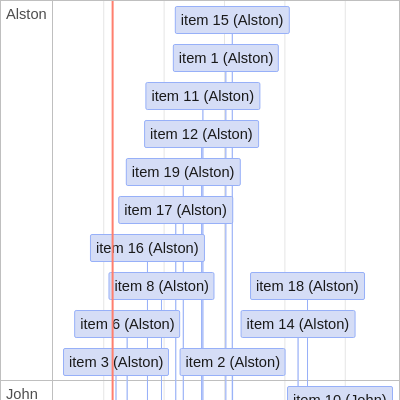 Alston
item 15 (Alston)
item 1 (Alston)
item 11 (Alston)
item 12 (Alston)
item 19 (Alston)
item 17 (Alston)
item 16 (Alston)
item 8 (Alston)
item 18 (Alston)
item 6 (Alston)
item 14 (Alston)
item 3 (Alston)
item 2 (Alston)
John
item 10 (John)